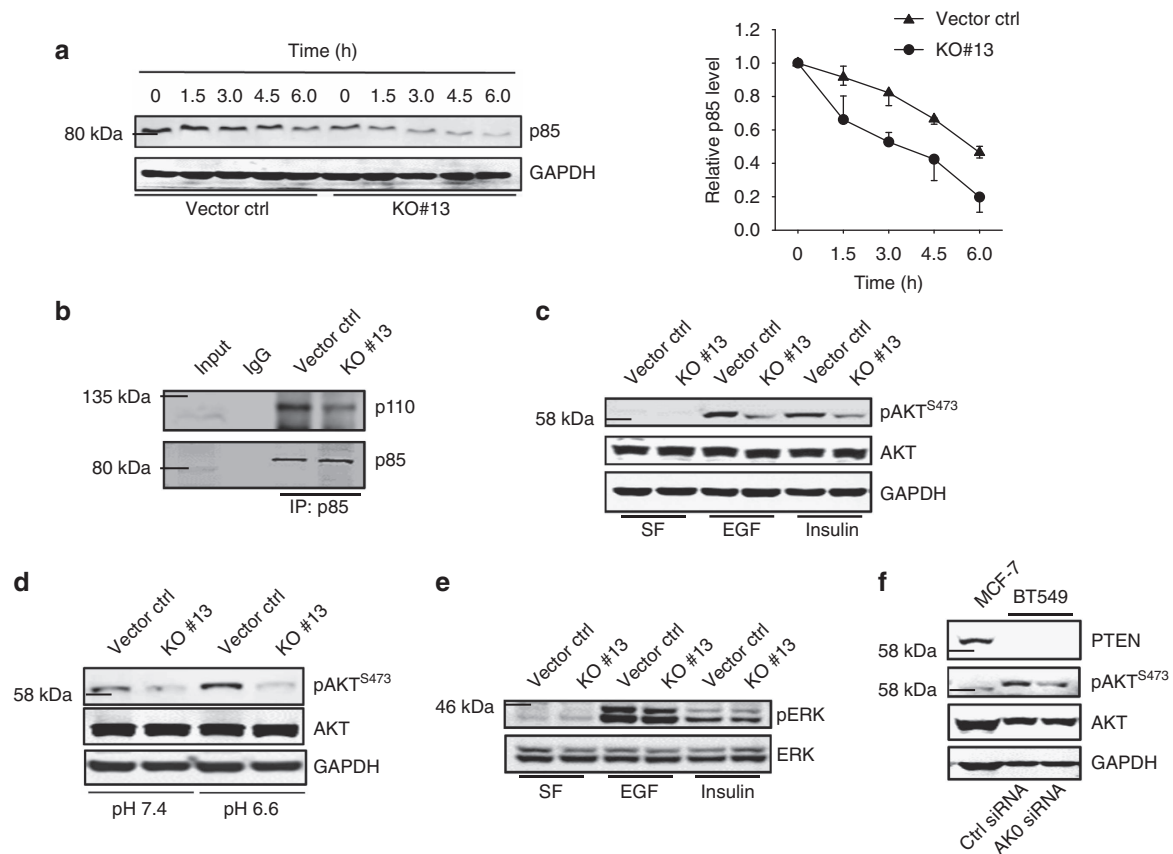 a
Time (h)
0 1.5 3.0 4.5 6.0 0 1.5 3.0 4.5 6.0
80 kDa
p85
GAPDH
Vector ctrl KO#13
Vector ctrl
KO#13
Relative p85 level
1.2
1.0
0.8
0.6
0.4
0.2
0.0
0 1.5 3.0 4.5 6.0
Time (h)
b
Input IgG Vector ctrl KO #13
135 kDa
p110
80 kDa
p85
IP: p85
c
Vector ctrl KO #13 Vector ctrl KO #13 Vector ctrl KO #13
58 kDa
pAKTS473
AKT
GAPDH
SF EGF Insulin
d
Vector ctrl KO #13 Vector ctrl KO #13
58 kDa
pAKTS473
AKT
GAPDH
pH 7.4 pH 6.6
e
Vector ctrl KO #13 Vector ctrl KO #13 Vector ctrl KO #13
46 kDa
pERK
ERK
SF EGF Insulin
f
MCF-7 BT549
58 kDa
PTEN
58 kDa
pAKTS473
AKT
GAPDH
Ctrl siRNA AK0 siRNA